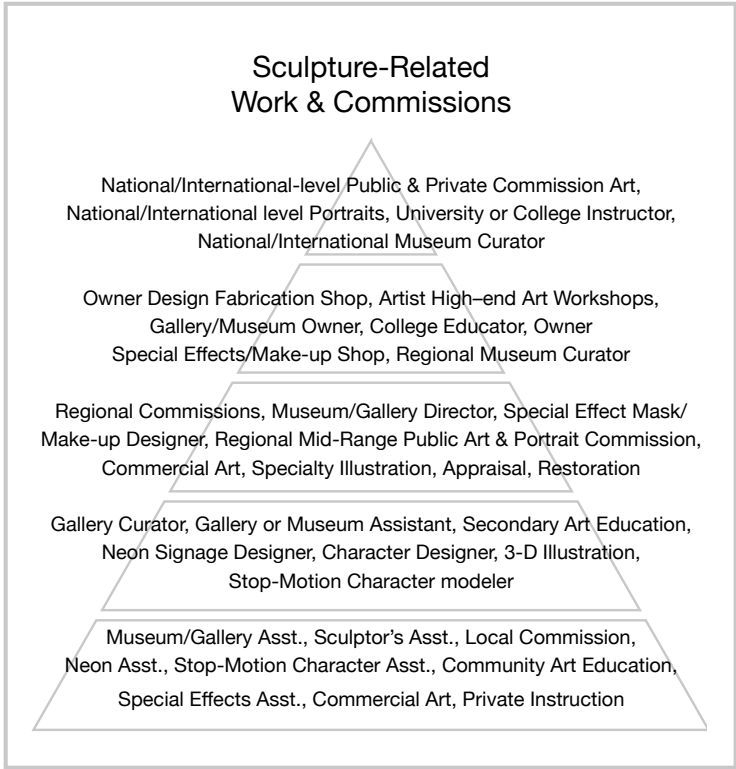 Sculpture-Related
Work & Commissions
National/International-level Public & Private Commission Art,
National/International level Portraits, University or College Instructor,
National/International Museum Curator
Owner Design Fabrication Shop, Artist High–end Art Workshops,
Gallery/Museum Owner, College Educator, Owner
Special Effects/Make-up Shop, Regional Museum Curator
Regional Commissions, Museum/Gallery Director, Special Effect Mask/
Make-up Designer, Regional Mid-Range Public Art & Portrait Commission,
Commercial Art, Specialty Illustration, Appraisal, Restoration
Gallery Curator, Gallery or Museum Assistant, Secondary Art Education,
Neon Signage Designer, Character Designer, 3-D Illustration,
Stop-Motion Character modeler
Museum/Gallery Asst., Sculptor’s Asst., Local Commission,
Neon Asst., Stop-Motion Character Asst., Community Art Education,
Special Effects Asst., Commercial Art, Private Instruction